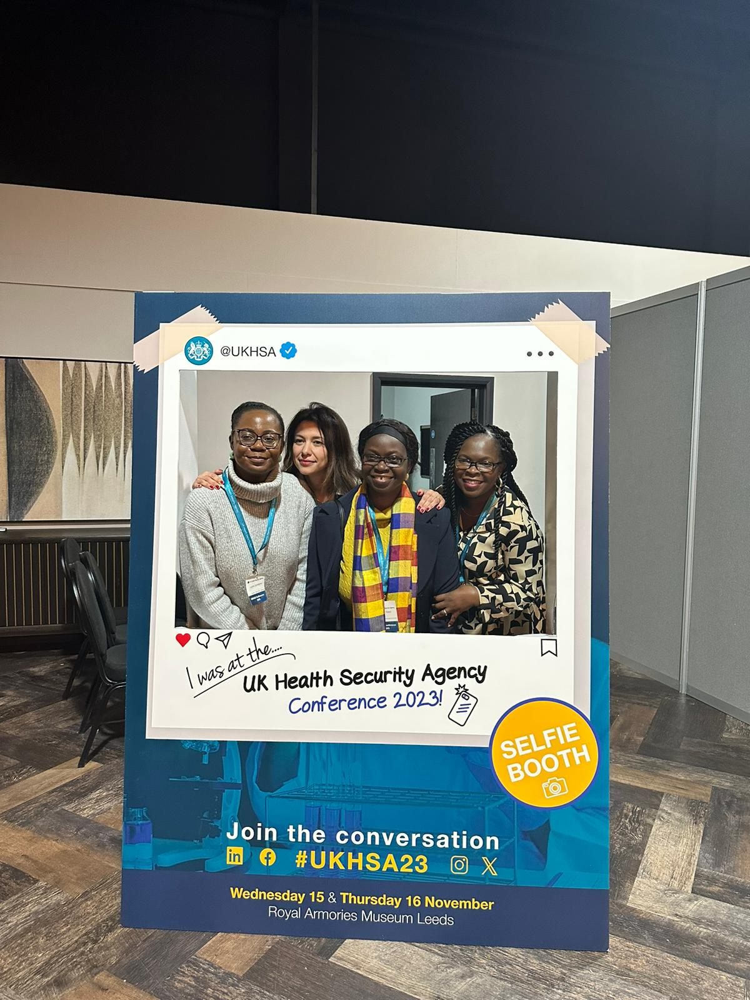 @UKHSA
I was at the....
UK Health Security Agency
Conference 2023!
SELFIE
BOOTH
Join the conversation
in f #UKHSA23 X
Wednesday 15 & Thursday 16 November
Royal Armories Museum Leeds